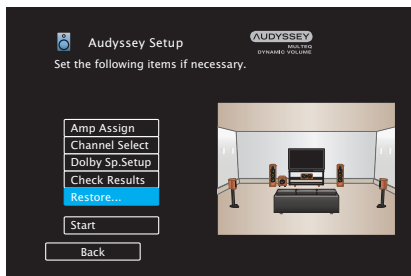 Audyssey Setup
AUDYSSEY
MULTEQ
DYNAMIC VOLUME
Set the following items if necessary.
Amp Assign
Channel Select
Dolby Sp.Setup
Check Results
Restore...
Start
Back